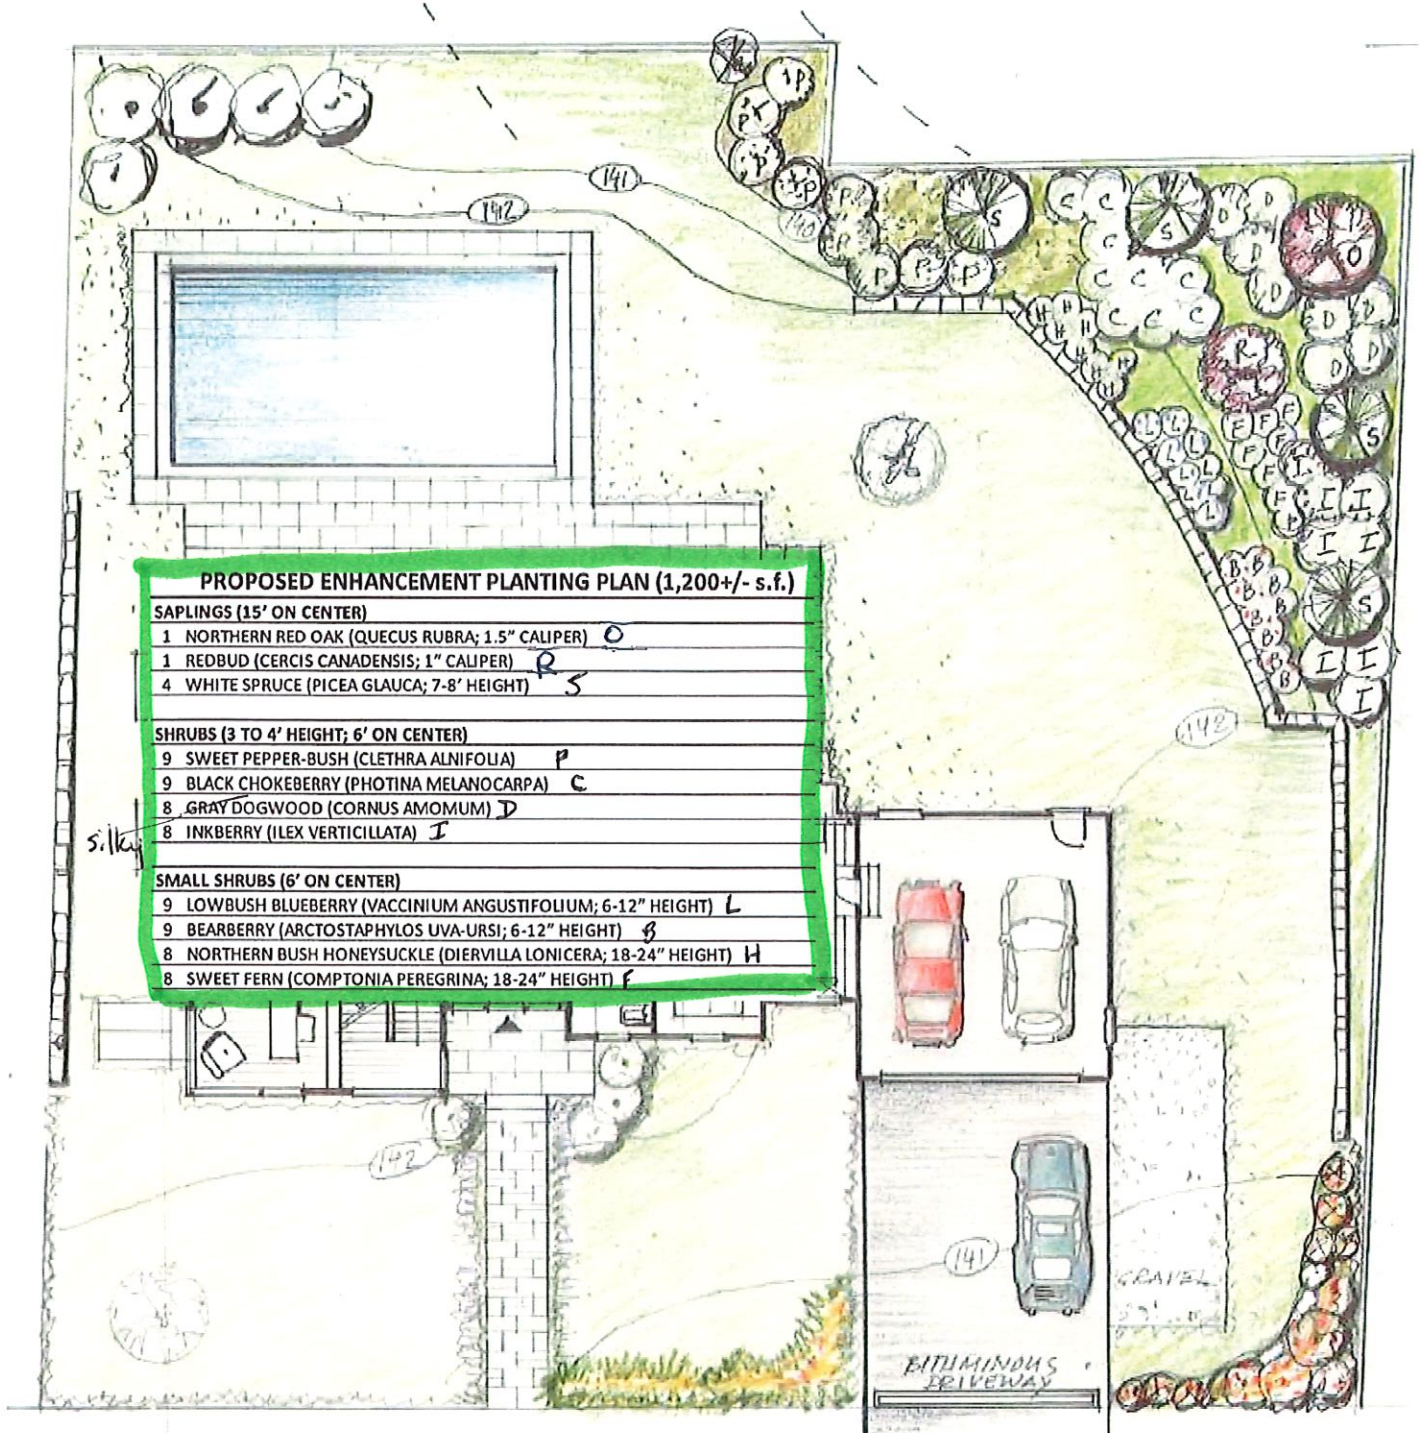 141
142
P
P
P
P
P
P
P
P
P
S
C
C
S
D
D
O
C
D
C
C
C
D
C
C
C
H
H
H
H
H
H
H
R
D
D
D
D
L
L
L
L
L
L
L
F
F
F
F
F
F
F
S
I
I
I
I
I
B
B
B
B
B
B
B
B
S
I
I
I
142
PROPOSED ENHANCEMENT PLANTING PLAN (1,200+/- s.f.)
SAPLINGS (15' ON CENTER)
1 NORTHERN RED OAK (QUECUS RUBRA; 1.5" CALIPER) O
1 REDBUD (CERCIS CANADENSIS; 1" CALIPER) R
4 WHITE SPRUCE (PICEA GLAUCA; 7-8' HEIGHT) S
SHRUBS (3 TO 4' HEIGHT; 6' ON CENTER)
9 SWEET PEPPER-BUSH (CLETHRA ALNIFOLIA) P
9 BLACK CHOKEBERRY (PHOTINA MELANOCARPA) C
8 GRAY DOGWOOD (CORNUS AMOMUM) D
silky
8 INKBERRY (ILEX VERTICILLATA) I
SMALL SHRUBS (6' ON CENTER)
9 LOWBUSH BLUEBERRY (VACCINIUM ANGUSTIFOLIUM; 6-12" HEIGHT) L
9 BEARBERRY (ARCTOSTAPHYLOS UVA-URSI; 6-12" HEIGHT) B
8 NORTHERN BUSH HONEYSUCKLE (DIERVILLA LONICERA; 18-24" HEIGHT) H
8 SWEET FERN (COMPTONIA PEREGRINA; 18-24" HEIGHT) F
142
141
GRAVEL
BITUMINOUS
DRIVEWAY